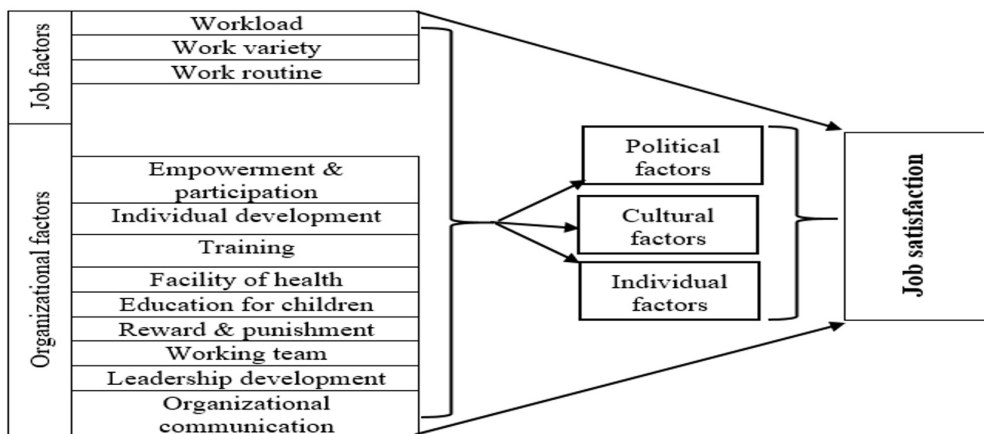 Job factors
Workload
Work variety
Work routine
Organizational factors
Empowerment &
participation
Individual development
Training
Facility of health
Education for children
Reward & punishment
Working team
Leadership development
Organizational
communication
Political
factors
Cultural
factors
Individual
factors
Job satisfaction